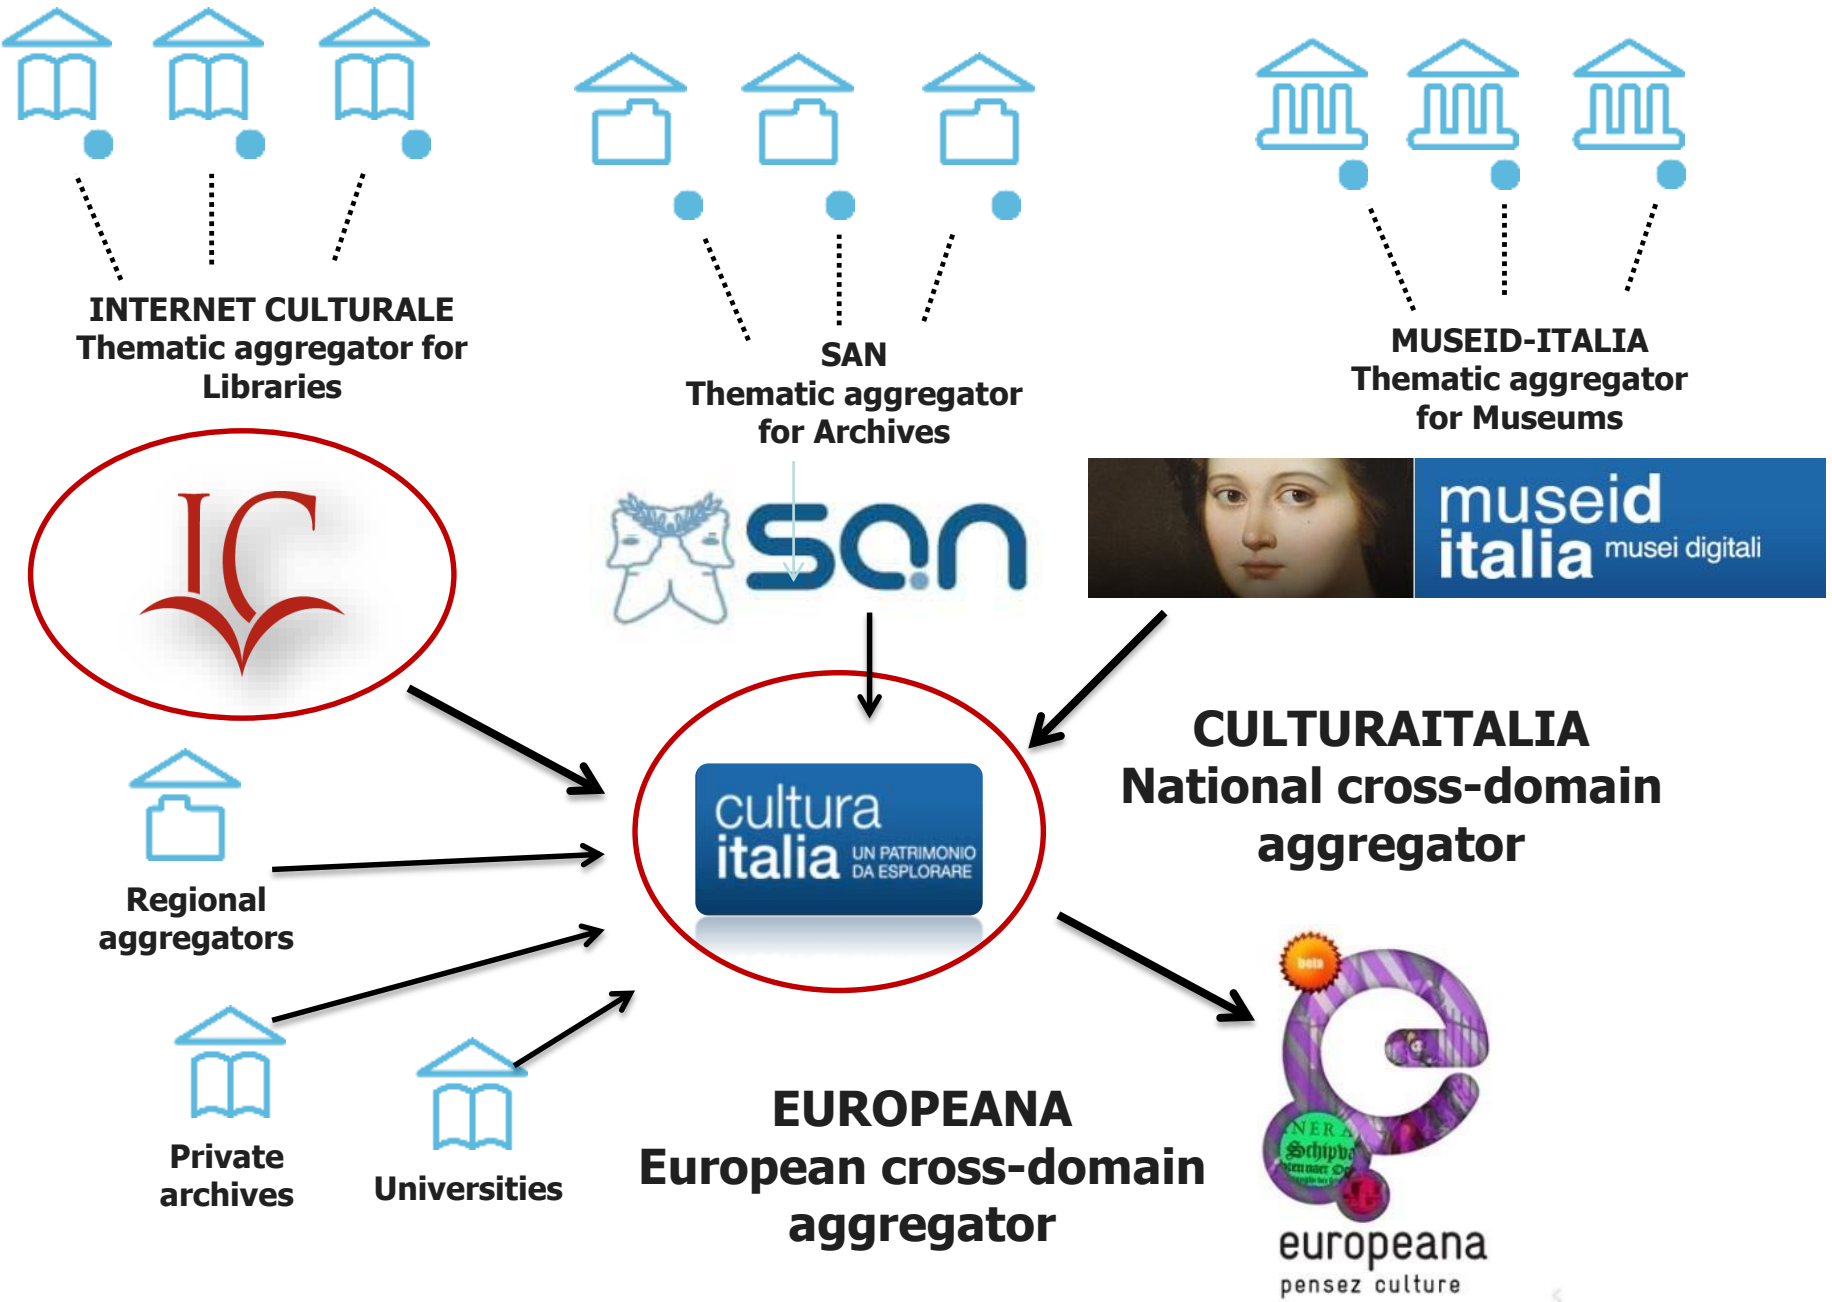 INTERNET CULTURALE
Thematic aggregator for
Libraries
SAN
Thematic aggregator
for Archives
MUSEID-ITALIA
Thematic aggregator
for Museums
IC
san
museid
italia musei digitali
CULTURAITALIA
National cross-domain
aggregator
cultura
italia UN PATRIMONIO
DA ESPLORARE
Regional
aggregators
Private
archives
Universities
EUROPEANA
European cross-domain
aggregator
beta
Schipva
europeana
pensez culture